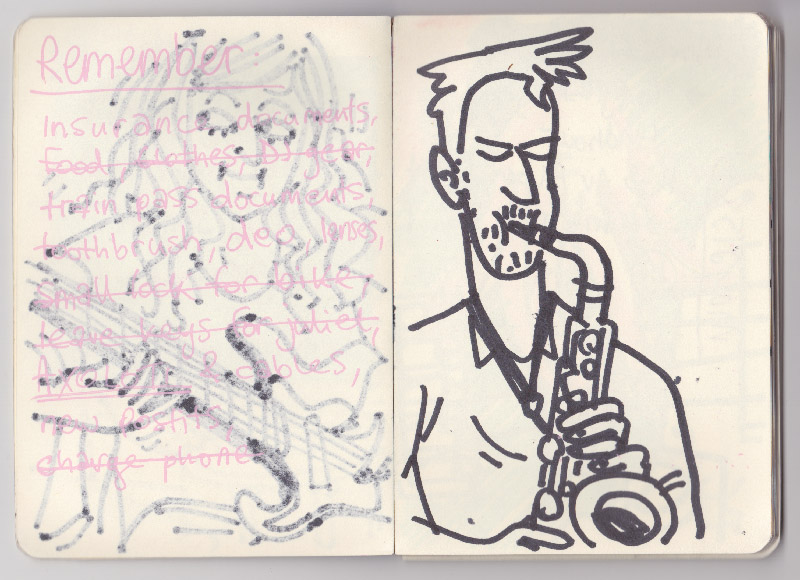 Remember:
Insurance documents,
food, clothes, DJ gear,
train pass documents,
toothbrush, deo, lenses,
small lock for bike,
leave keys for juliet,
& cables,
new postits,
charge phone